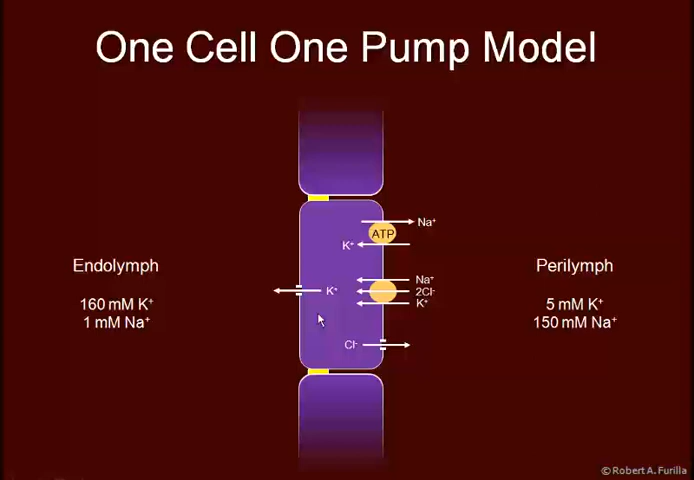 One Cell One Pump Model
Na⁺
ATP
K⁺
Endolymph
160 mM K⁺
1 mM Na⁺
K⁺
Na⁺
2Cl⁻
K⁺
Cl⁻
Perilymph
5 mM K⁺
150 mM Na⁺
© Robert A. Furilla